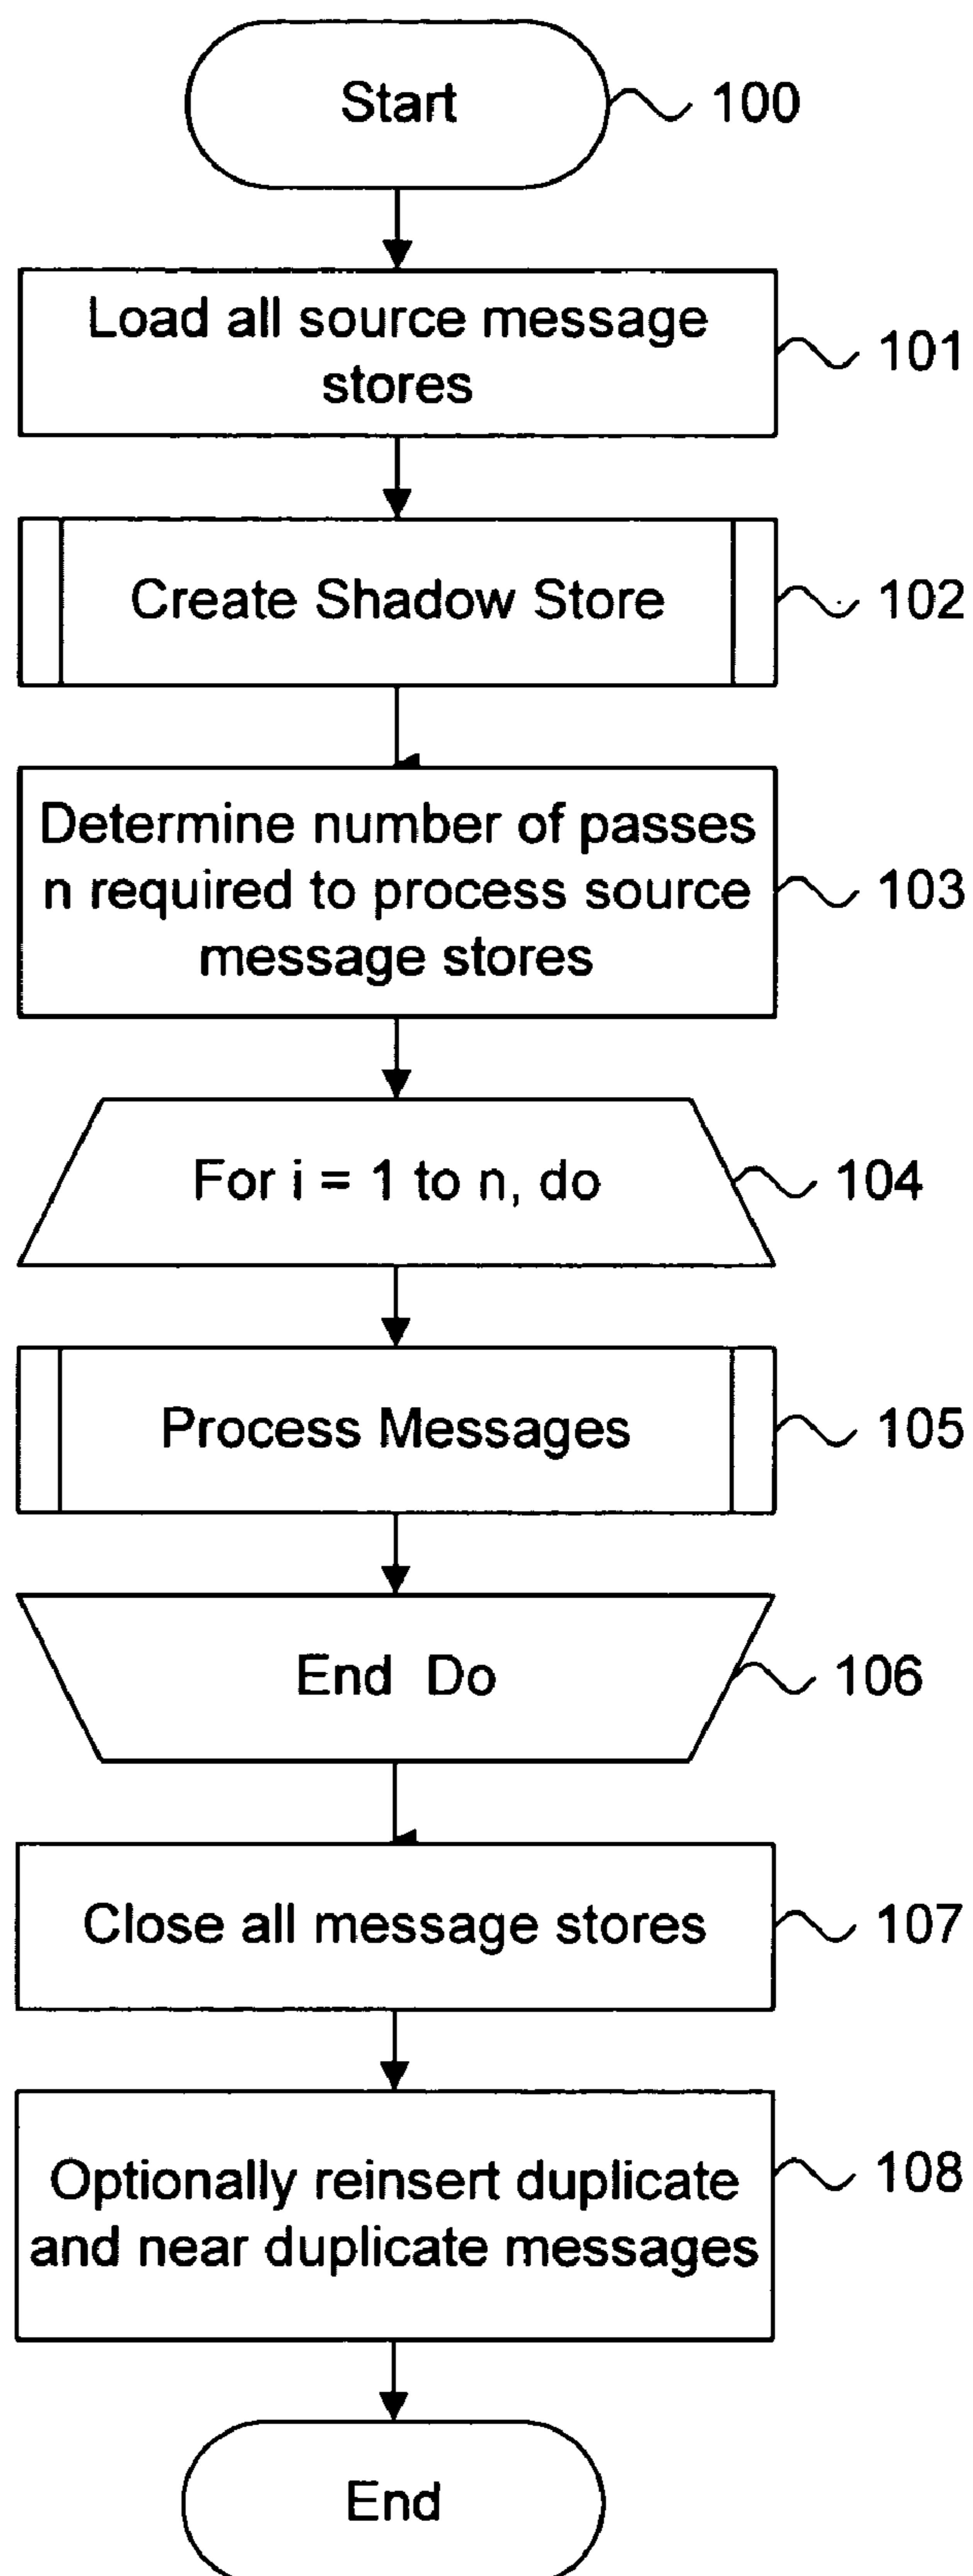 Start
100
Load all source message
stores
101
Create Shadow Store
102
Determine number of passes
n required to process source
message stores
103
For i = 1 to n, do
104
Process Messages
105
End Do
106
Close all message stores
107
Optionally reinsert duplicate
and near duplicate messages
108
End